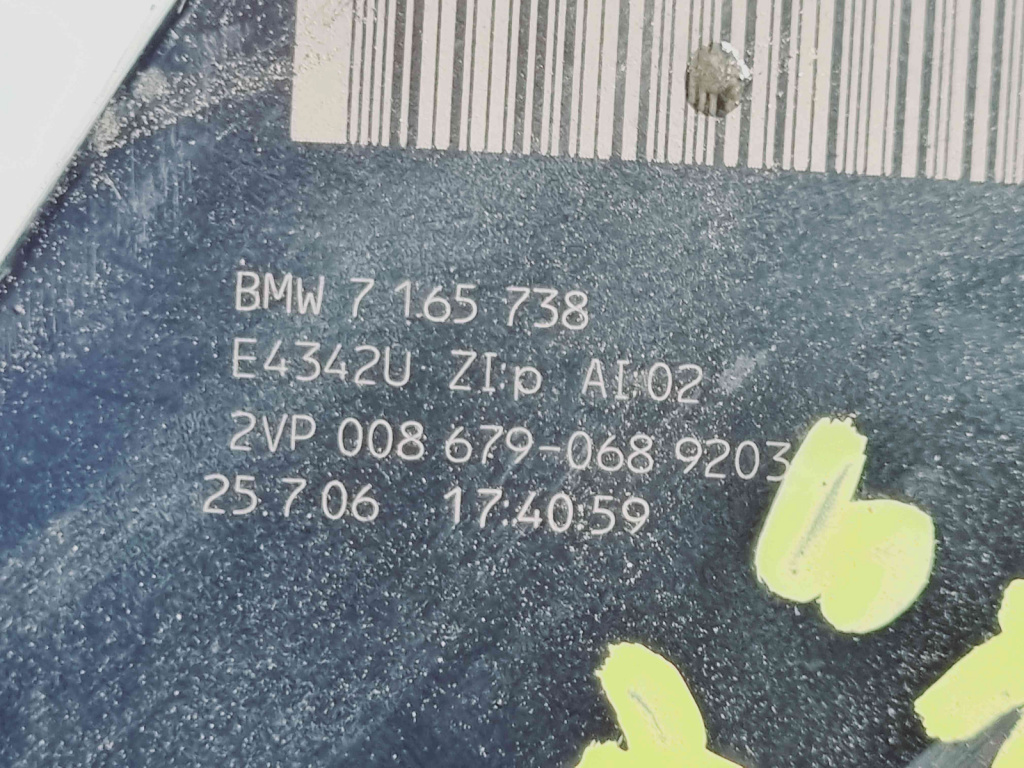 BMW 7 165 738
E4342U ZI:p AI:02
2VP 008 679-068 9203
25.7.06 17:40:59